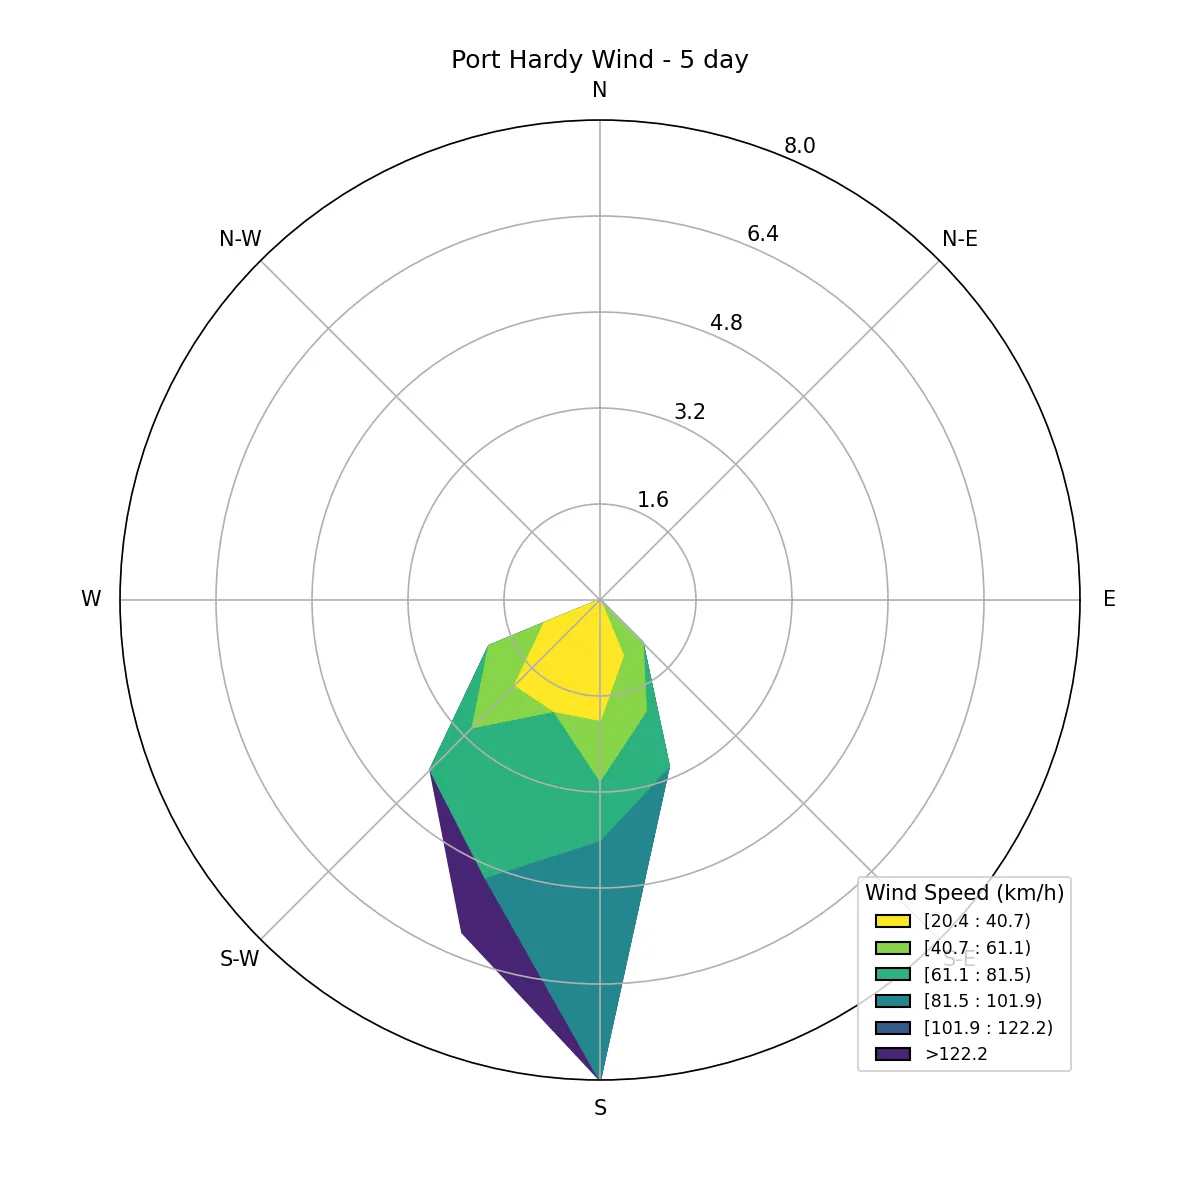 Port Hardy Wind - 5 day
N
8.0
N-W
6.4
N-E
4.8
3.2
1.6
W
E
Wind Speed (km/h)
[20.4 : 40.7)
[40.7 : 61.1)
S-W
S-E
[61.1 : 81.5)
[81.5 : 101.9)
[101.9 : 122.2)
>122.2
S